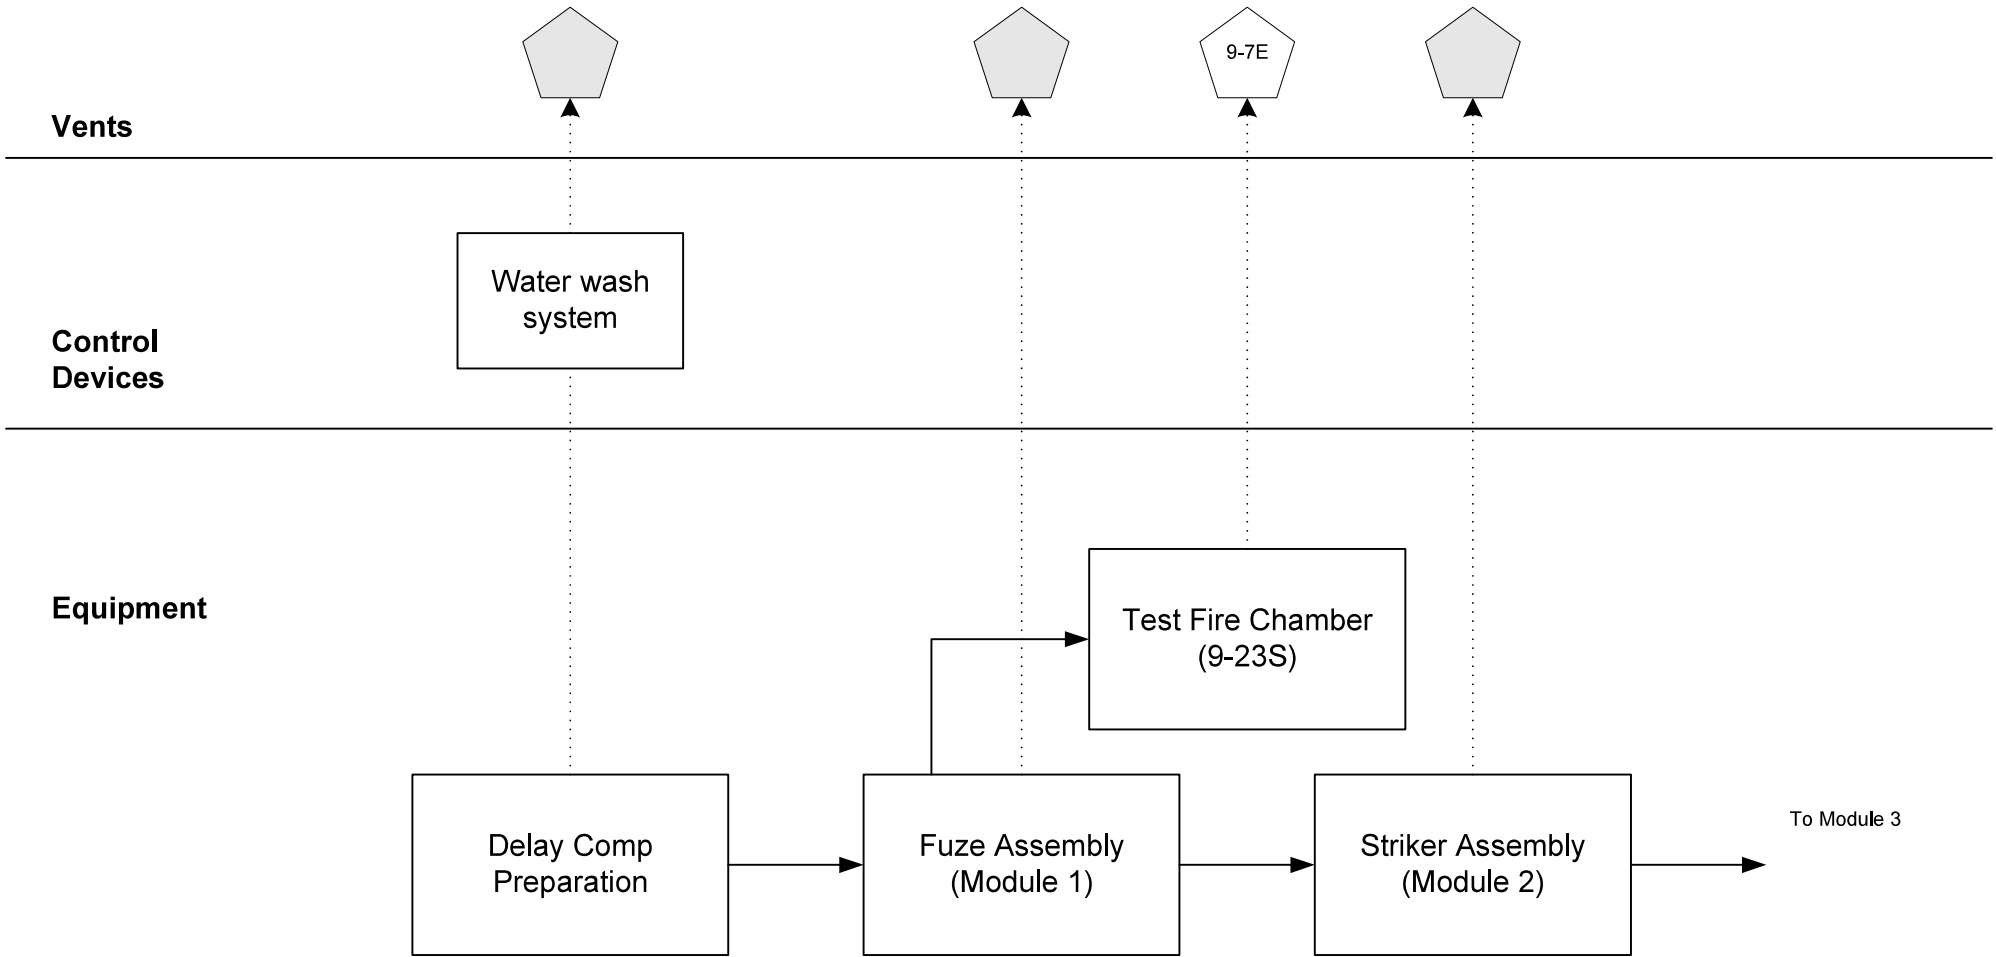 9-7E
Vents
Water wash
system
Control
Devices
Equipment
Test Fire Chamber
(9-23S)
To Module 3
Delay Comp
Preparation
Fuze Assembly
(Module 1)
Striker Assembly
(Module 2)